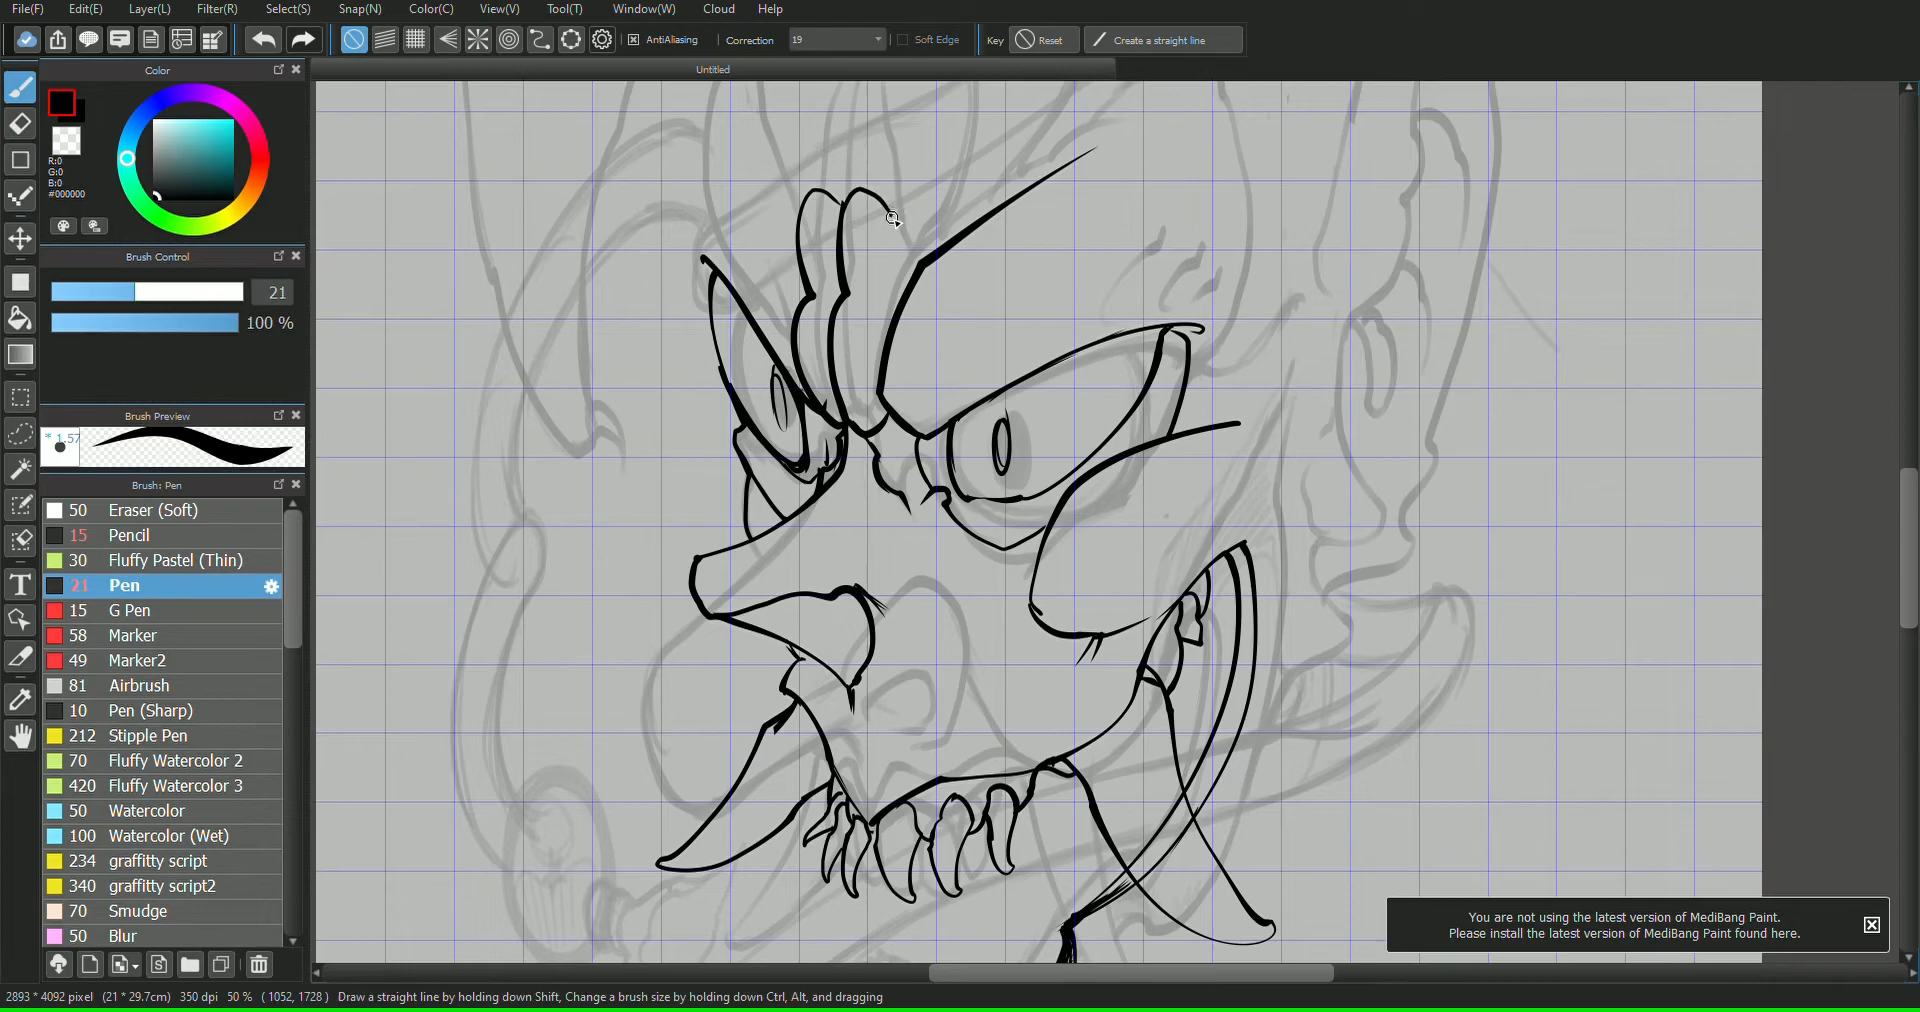 File(F) Edit(E) Layer(L) Filter(R) Select(S) Snap(N) Color(C) View(V) Tool(T) Window(W) Cloud Help
AntiAliasing Correction 19 Soft Edge Key Reset Create a straight line
Color
Untitled
R:0
G:0
B:0
#000000
Brush Control
21
100 %
Brush Preview
* 1.57
Brush: Pen
50 Eraser (Soft)
15 Pencil
30 Fluffy Pastel (Thin)
21 Pen
15 G Pen
58 Marker
49 Marker2
81 Airbrush
10 Pen (Sharp)
212 Stipple Pen
70 Fluffy Watercolor 2
420 Fluffy Watercolor 3
50 Watercolor
100 Watercolor (Wet)
234 graffitty script
340 graffitty script2
70 Smudge
50 Blur
You are not using the latest version of MediBang Paint.
Please install the latest version of MediBang Paint found here.
2893 * 4092 pixel (21 * 29.7cm) 350 dpi 50 % ( 1052, 1728 ) Draw a straight line by holding down Shift, Change a brush size by holding down Ctrl, Alt, and dragging